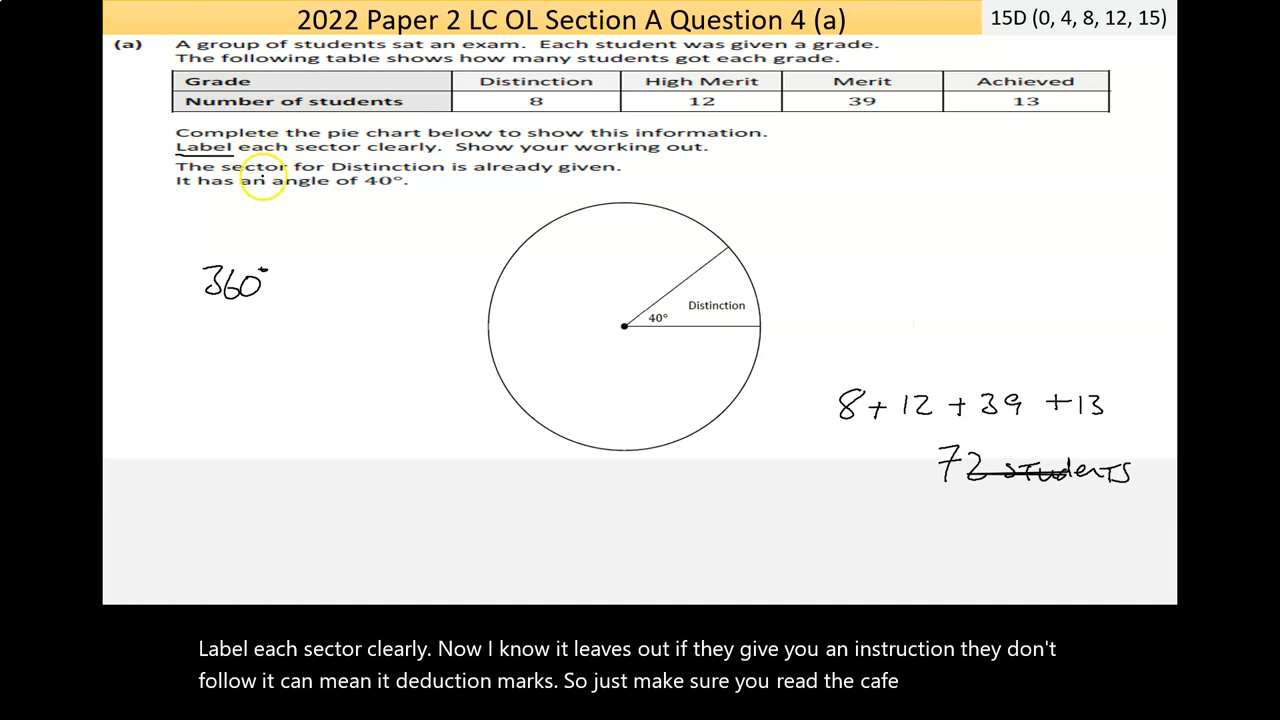 2022 Paper 2 LC OL Section A Question 4 (a)
15D (0, 4, 8, 12, 15)
(a) A group of students sat an exam. Each student was given a grade.
The following table shows how many students got each grade.
Grade Distinction High Merit Merit Achieved
Number of students 8 12 39 13
Complete the pie chart below to show this information.
Label each sector clearly. Show your working out.
The sector for Distinction is already given.
It has an angle of 40°.
360°
Distinction
40°
8 + 12 + 39 + 13
72 students
Label each sector clearly. Now I know it leaves out if they give you an instruction they don't
follow it can mean it deduction marks. So just make sure you read the cafe